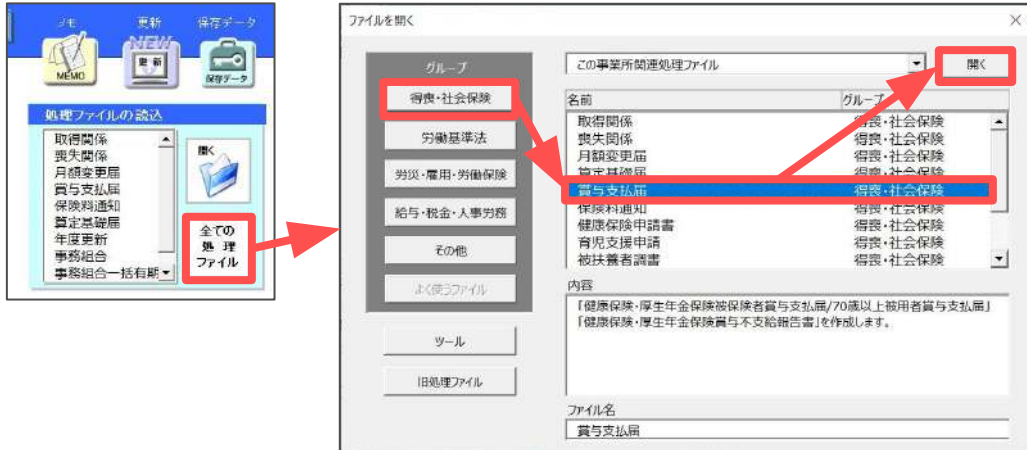 メモ
更新
保存データ
NEW
MEMO
更新
保存データ
処理ファイルの読込
取得関係
喪失関係
月額変更届
賞与支払届
保険料通知
算定基礎届
年度更新
事務組合
事務組合一括有期
開く
全ての
処 理
ファイル
ファイルを開く
グループ
得喪・社会保険
労働基準法
労災・雇用・労働保険
給与・税金・人事労務
その他
よく使うファイル
ツール
旧処理ファイル
この事業所関連処理ファイル
開く
名前 グループ
取得関係 得喪・社会保険
喪失関係 得喪・社会保険
月額変更届 得喪・社会保険
算定基礎届 得喪・社会保険
賞与支払届 得喪・社会保険
保険料通知 得喪・社会保険
健康保険申請書 得喪・社会保険
育児支援申請 得喪・社会保険
被扶養者調書 得喪・社会保険
内容
「健康保険・厚生年金保険被保険者賞与支払届/70歳以上被用者賞与支払届」
「健康保険・厚生年金保険賞与不支給報告書」を作成します。
ファイル名
賞与支払届